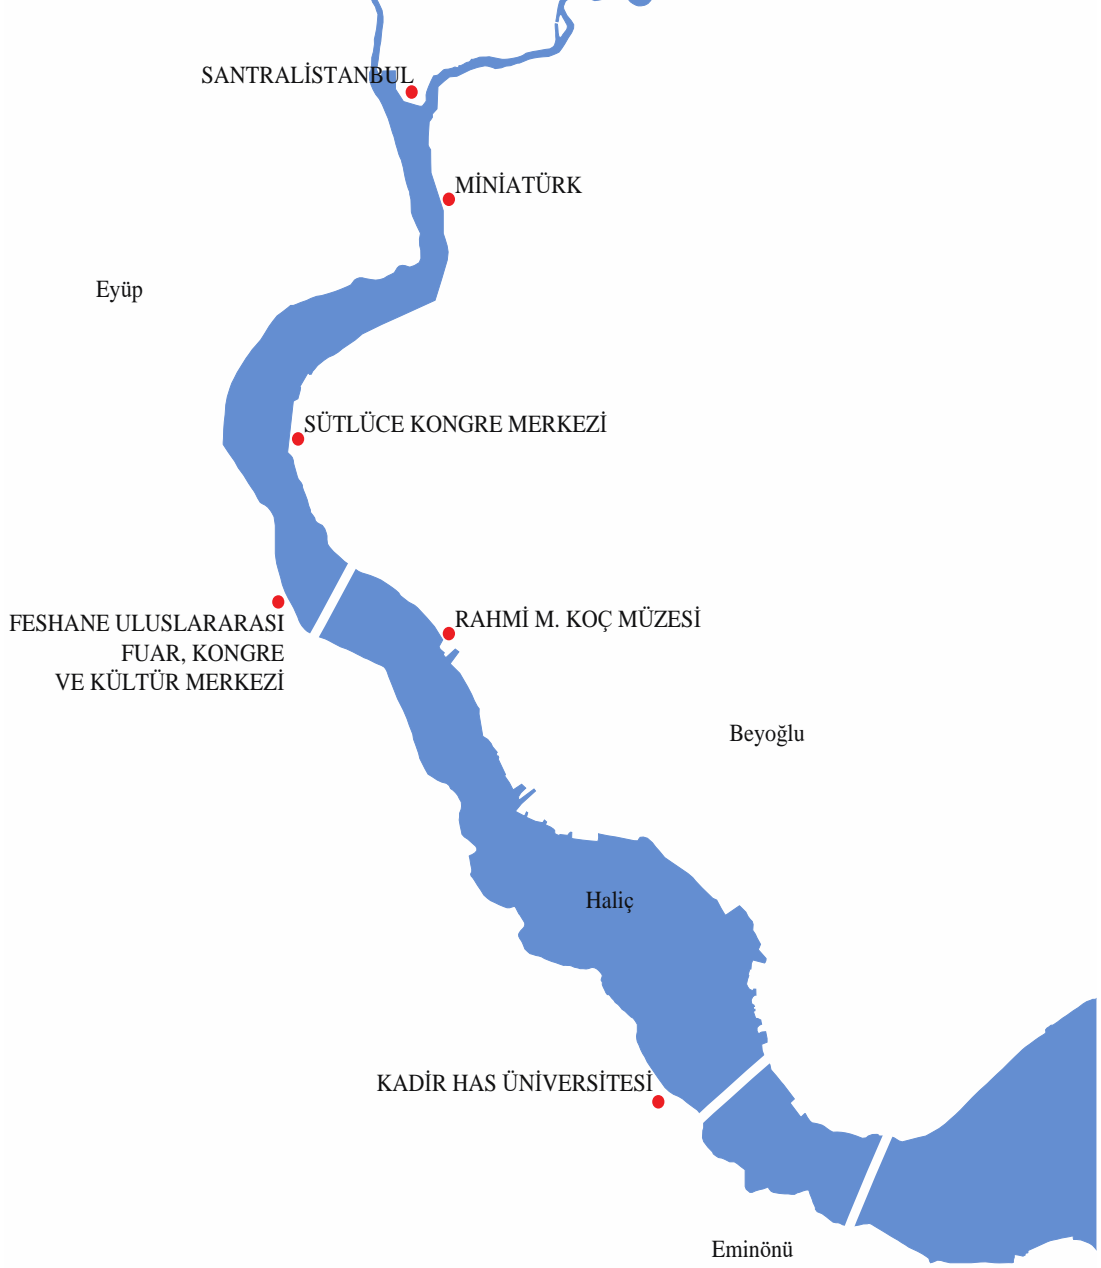 SANTRALİSTANBUL
MİNİATÜRK
Eyüp
SÜTLÜCE KONGRE MERKEZİ
FESHANE ULUSLARARASI
FUAR, KONGRE
VE KÜLTÜR MERKEZİ
RAHMİ M. KOÇ MÜZESİ
Beyoğlu
Haliç
KADİR HAS ÜNİVERSİTESİ
Eminönü